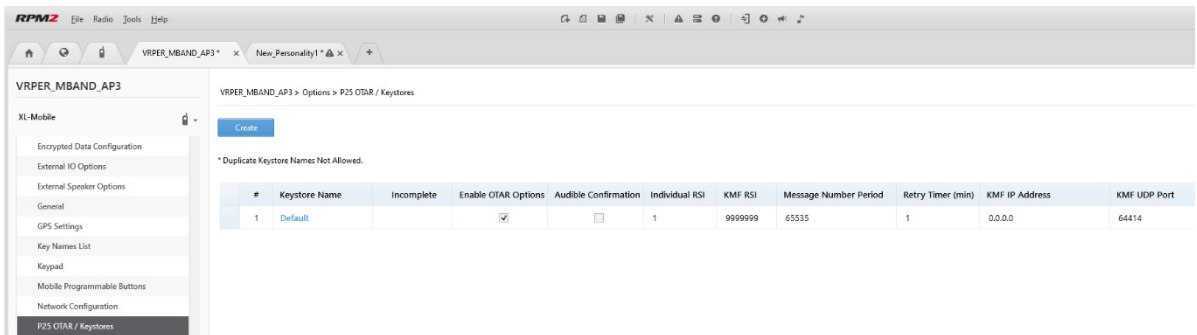 RPM2 File Radio Tools Help
VRPER_MBAND_AP3 * x New_Personality1 * x +
VRPER_MBAND_AP3
VRPER_MBAND_AP3 > Options > P25 OTAR / Keystores
XL-Mobile
Create
Encrypted Data Configuration
* Duplicate Keystore Names Not Allowed.
External IO Options
External Speaker Options
# Keystore Name Incomplete Enable OTAR Options Audible Confirmation Individual RSI KMF RSI Message Number Period Retry Timer (min) KMF IP Address KMF UDP Port
General
1 Default 1 9999999 65535 1 0.0.0.0 64414
GPS Settings
Key Names List
Keypad
Mobile Programmable Buttons
Network Configuration
P25 OTAR / Keystores